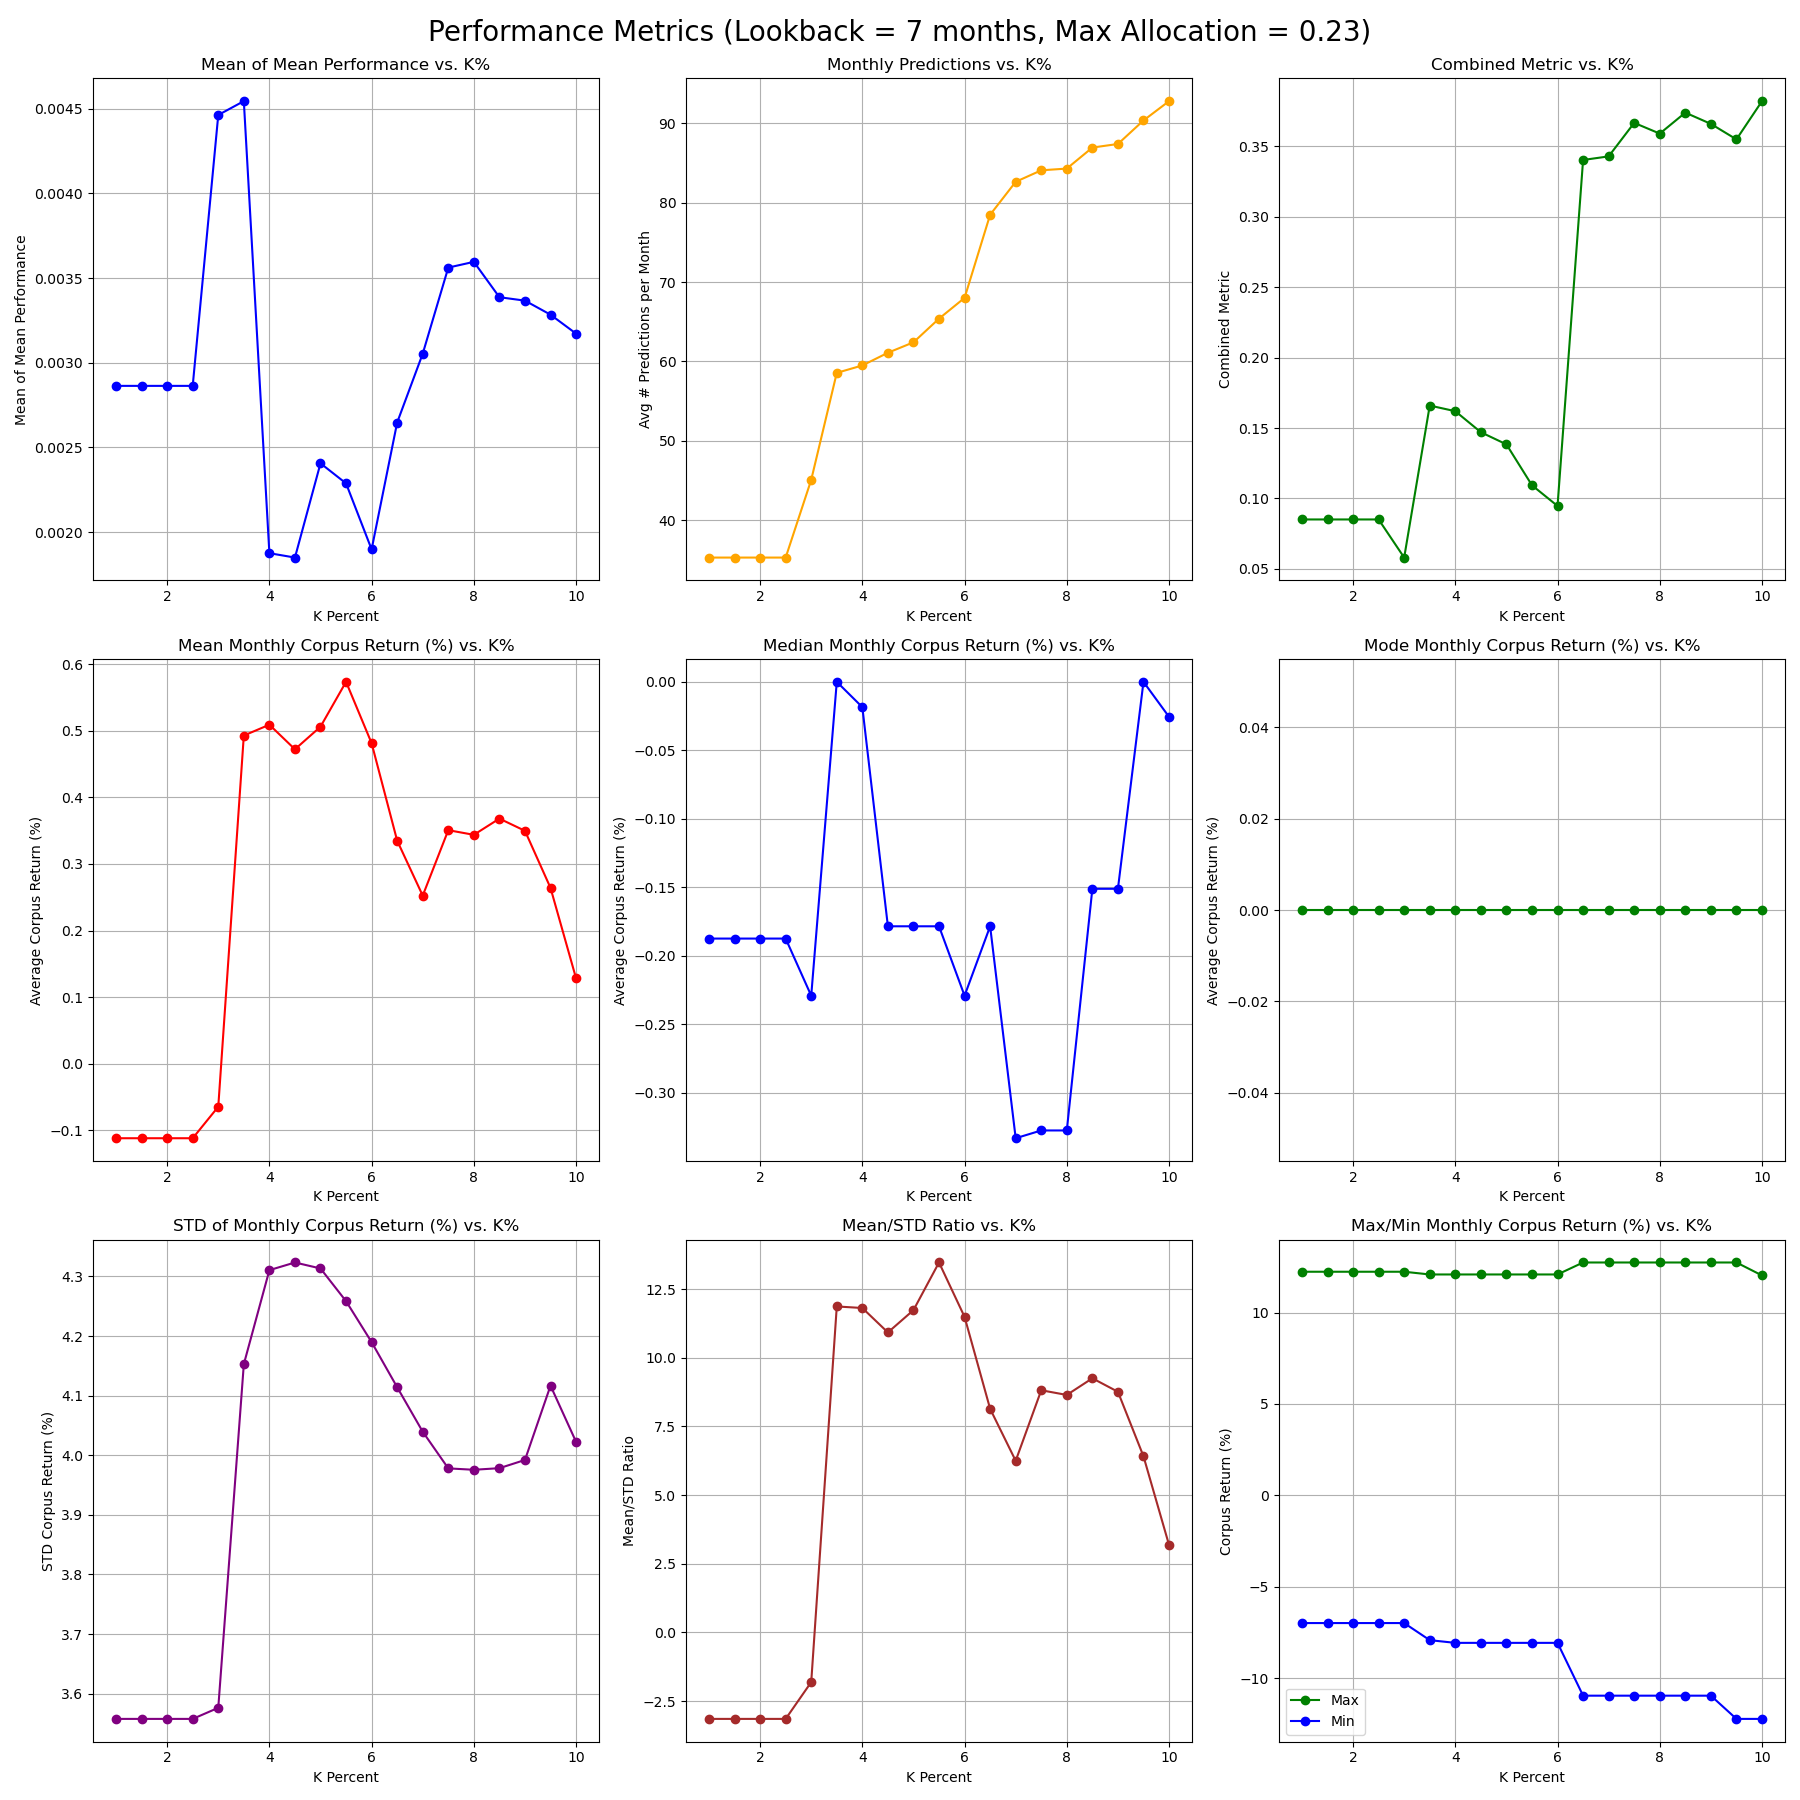 Performance Metrics (Lookback = 7 months, Max Allocation = 0.23)
Mean of Mean Performance vs. K%
Mean of Mean Performance
0.0045
0.0040
0.0035
0.0030
0.0025
0.0020
2 4 6 8 10
K Percent
Monthly Predictions vs. K%
Avg # Predictions per Month
90
80
70
60
50
40
2 4 6 8 10
K Percent
Combined Metric vs. K%
Combined Metric
0.35
0.30
0.25
0.20
0.15
0.10
0.05
2 4 6 8 10
K Percent
Mean Monthly Corpus Return (%) vs. K%
Average Corpus Return (%)
0.6
0.5
0.4
0.3
0.2
0.1
0.0
−0.1
2 4 6 8 10
K Percent
Median Monthly Corpus Return (%) vs. K%
Average Corpus Return (%)
0.00
−0.05
−0.10
−0.15
−0.20
−0.25
−0.30
2 4 6 8 10
K Percent
Mode Monthly Corpus Return (%) vs. K%
Average Corpus Return (%)
0.04
0.02
0.00
−0.02
−0.04
2 4 6 8 10
K Percent
STD of Monthly Corpus Return (%) vs. K%
STD Corpus Return (%)
4.3
4.2
4.1
4.0
3.9
3.8
3.7
3.6
2 4 6 8 10
K Percent
Mean/STD Ratio vs. K%
Mean/STD Ratio
12.5
10.0
7.5
5.0
2.5
0.0
−2.5
2 4 6 8 10
K Percent
Max/Min Monthly Corpus Return (%) vs. K%
Corpus Return (%)
10
5
0
−5
−10
Max
Min
2 4 6 8 10
K Percent